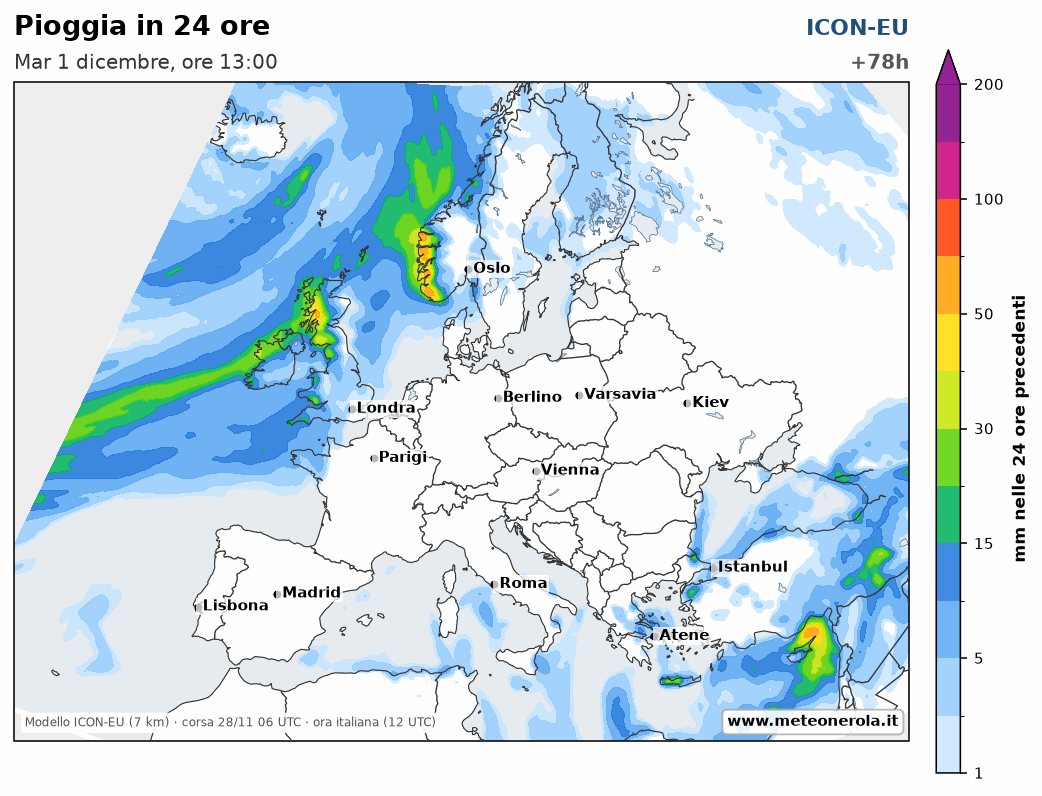 Pioggia in 24 ore
ICON-EU
Mar 1 dicembre, ore 13:00
+78h
200
100
50
30
15
5
1
mm nelle 24 ore precedenti
Oslo
Londra
Berlino
Varsavia
Kiev
Parigi
Vienna
Istanbul
Madrid
Roma
Lisbona
Atene
Modello ICON-EU (7 km) · corsa 28/11 06 UTC · ora italiana (12 UTC)
www.meteonerola.it